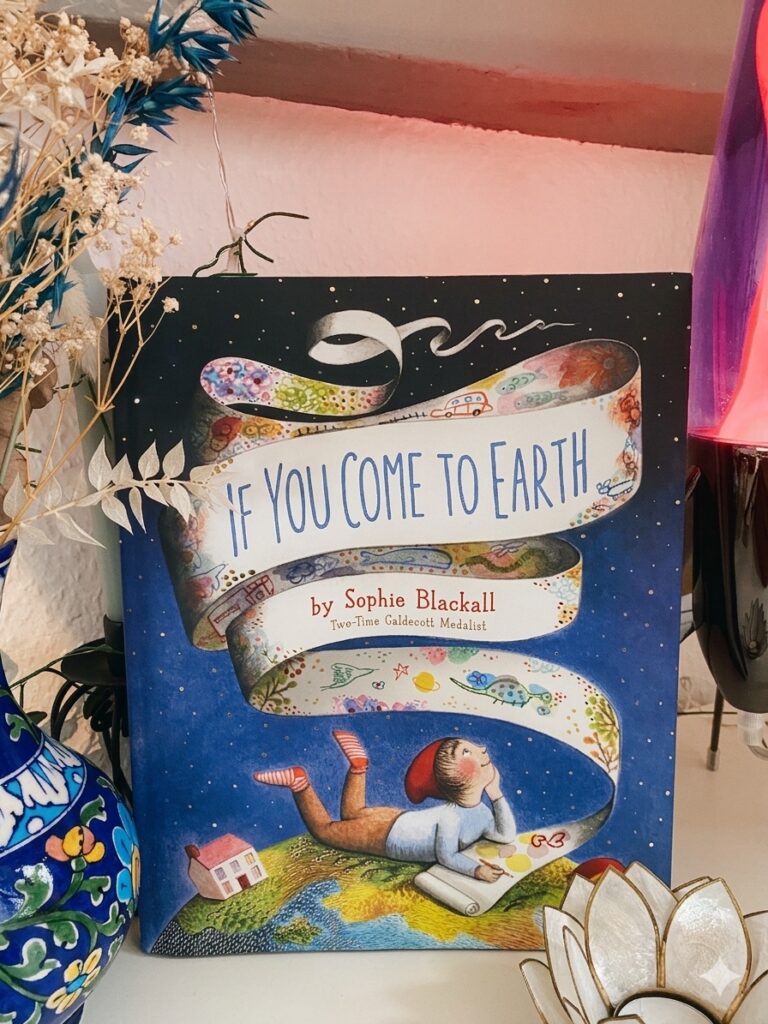 IF YOU COME TO EARTH
by Sophie Blackall
Two-Time Caldecott Medalist